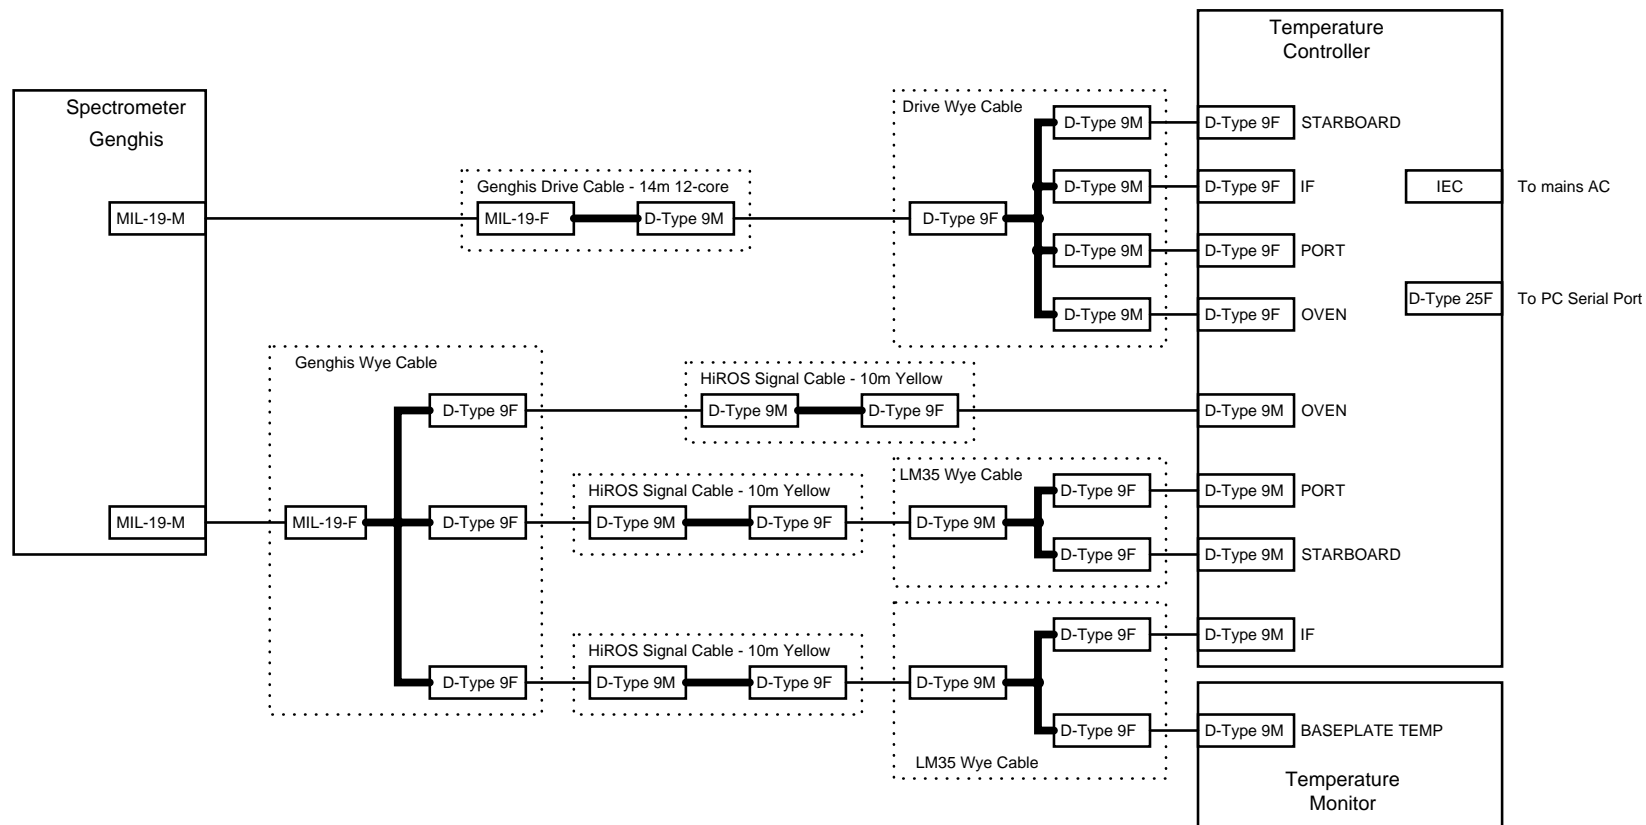 Temperature
Controller
Spectrometer
Genghis
Drive Wye Cable
D-Type 9M
D-Type 9F
STARBOARD
Genghis Drive Cable - 14m 12-core
D-Type 9M
D-Type 9F
IF
IEC
To mains AC
MIL-19-M
MIL-19-F
D-Type 9M
D-Type 9F
D-Type 9M
D-Type 9F
PORT
D-Type 25F
To PC Serial Port
D-Type 9M
D-Type 9F
OVEN
Genghis Wye Cable
HiROS Signal Cable - 10m Yellow
D-Type 9F
D-Type 9M
D-Type 9F
D-Type 9M
OVEN
HiROS Signal Cable - 10m Yellow
LM35 Wye Cable
D-Type 9F
D-Type 9M
PORT
MIL-19-M
MIL-19-F
D-Type 9F
D-Type 9M
D-Type 9F
D-Type 9M
D-Type 9F
D-Type 9M
STARBOARD
HiROS Signal Cable - 10m Yellow
D-Type 9F
D-Type 9M
IF
D-Type 9F
D-Type 9M
D-Type 9F
D-Type 9M
D-Type 9F
D-Type 9M
BASEPLATE TEMP
LM35 Wye Cable
Temperature
Monitor